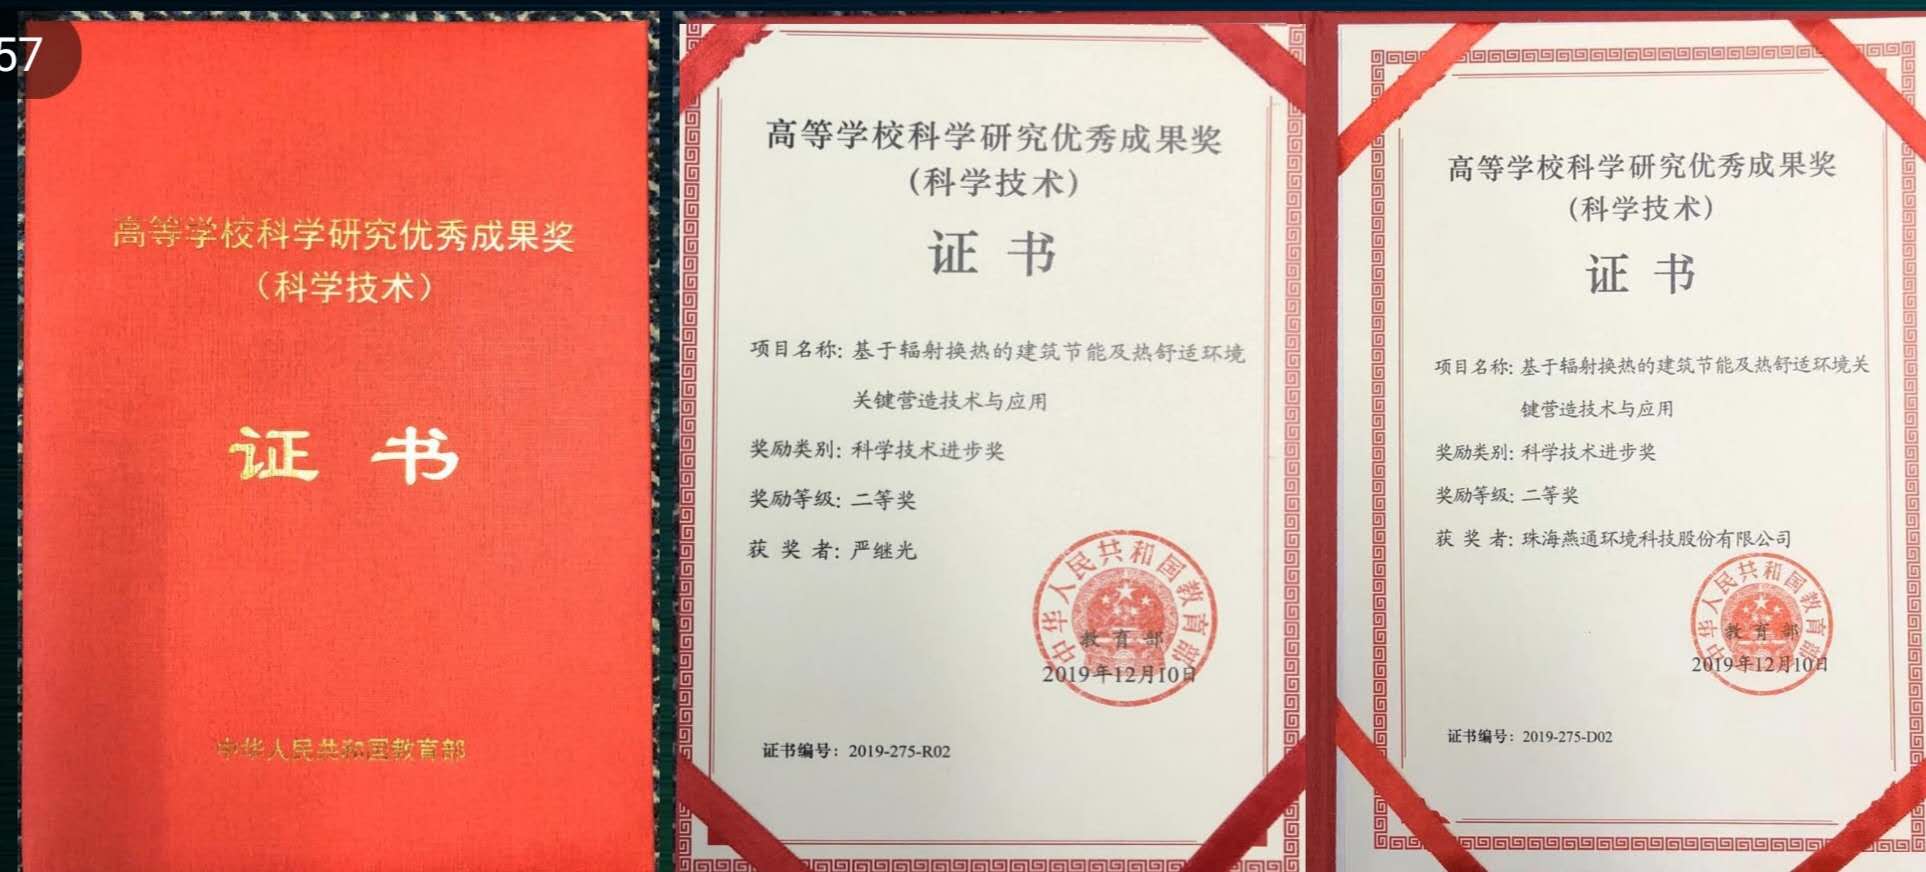 57
高等学校科学研究优秀成果奖
（科学技术）
证 书
中华人民共和国教育部
高等学校科学研究优秀成果奖
（科学技术）
证 书
项目名称：基于辐射换热的建筑节能及热舒适环境
关键营造技术与应用
奖励类别：科学技术进步奖
奖励等级：二等奖
获 奖 者：严继光
中华人民共和国教育部
教 育 部
2019年12月10日
证书编号：2019-275-R02
高等学校科学研究优秀成果奖
（科学技术）
证 书
项目名称：基于辐射换热的建筑节能及热舒适环境关
键营造技术与应用
奖励类别：科学技术进步奖
奖励等级：二等奖
获 奖 者：珠海燕通环境科技股份有限公司
中华人民共和国教育部
教 育 部
2019年12月10日
证书编号：2019-275-D02